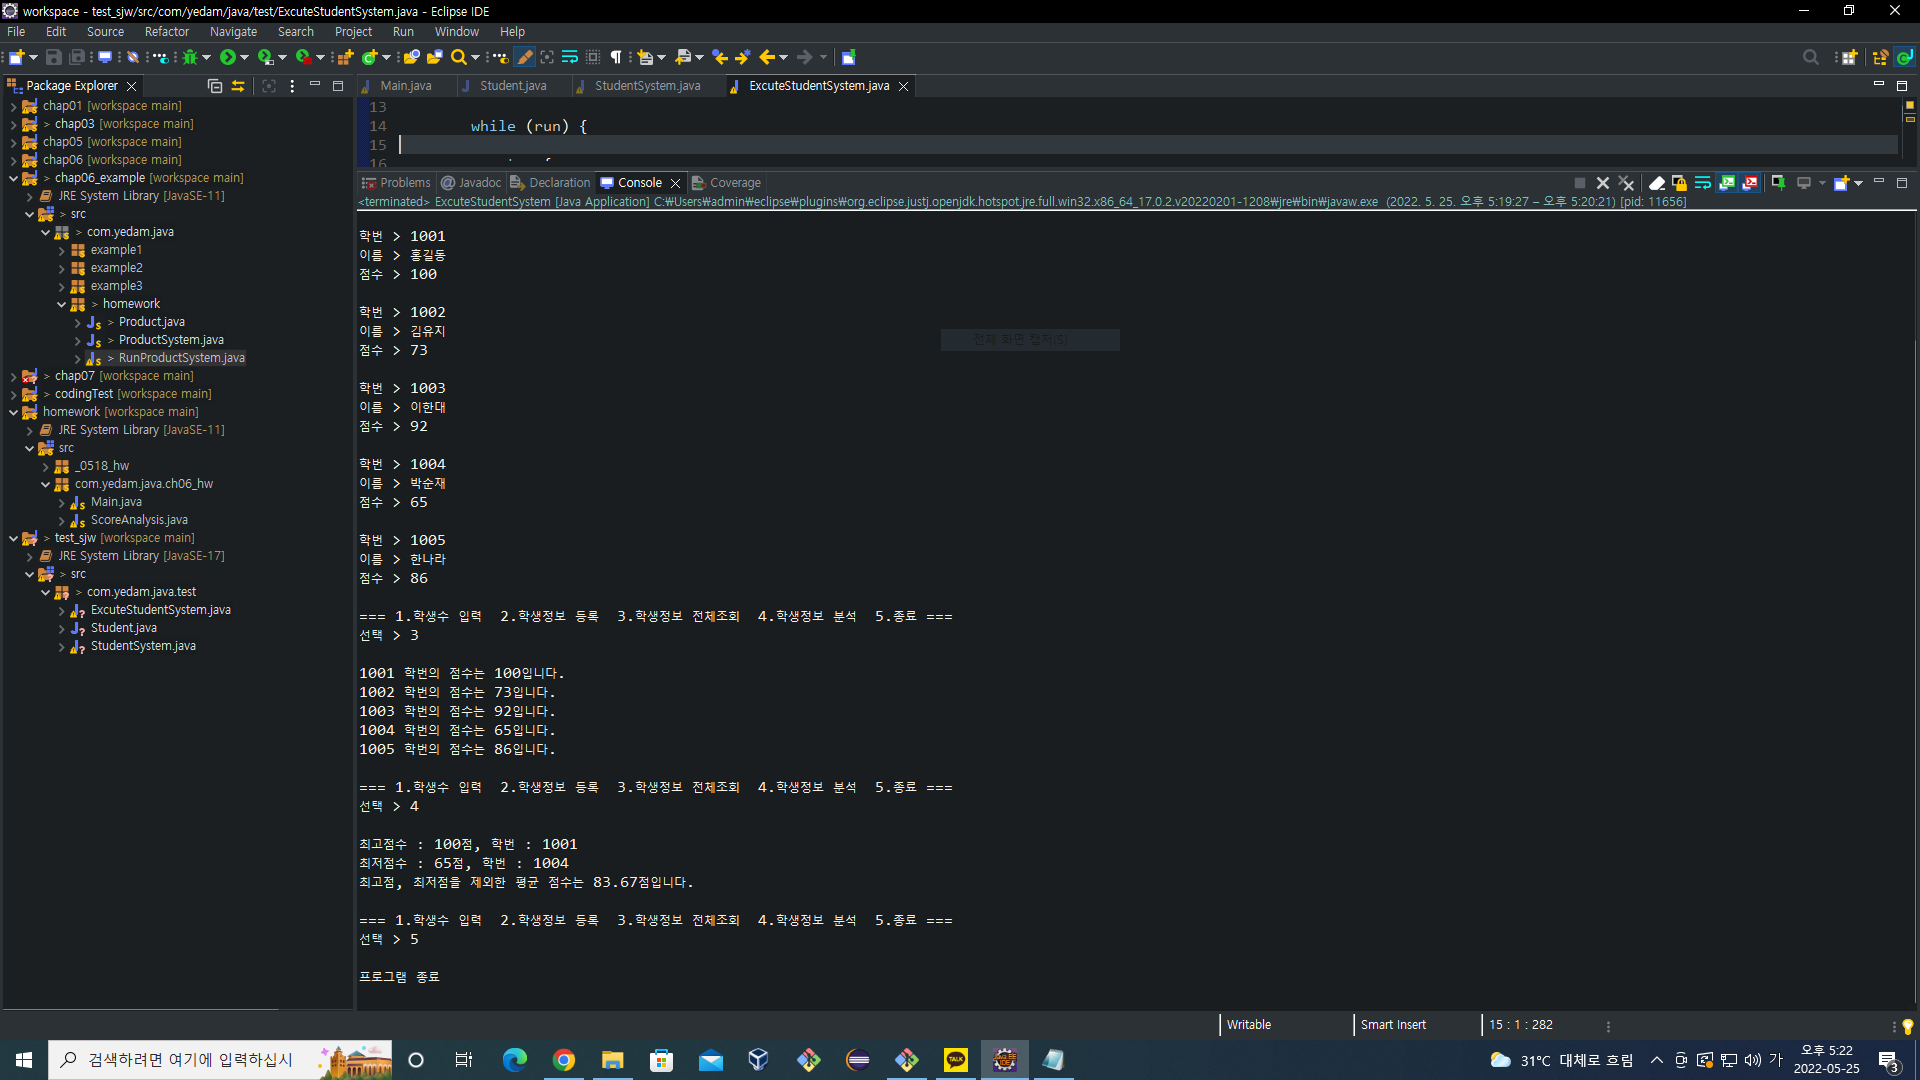 workspace - test_sjw/src/com/yedam/java/test/ExcuteStudentSystem.java - Eclipse IDE
File Edit Source Refactor Navigate Search Project Run Window Help
Package Explorer
chap01 [workspace main]
> chap03 [workspace main]
chap05 [workspace main]
chap06 [workspace main]
> chap06_example [workspace main]
JRE System Library [JavaSE-11]
> src
> com.yedam.java
example1
example2
example3
> homework
> Product.java
> ProductSystem.java
> RunProductSystem.java
> chap07 [workspace main]
> codingTest [workspace main]
homework [workspace main]
JRE System Library [JavaSE-11]
src
_0518_hw
com.yedam.java.ch06_hw
Main.java
ScoreAnalysis.java
> test_sjw [workspace main]
JRE System Library [JavaSE-17]
> src
> com.yedam.java.test
ExcuteStudentSystem.java
Student.java
StudentSystem.java
Main.java Student.java StudentSystem.java ExcuteStudentSystem.java
13
14 while (run) {
15
16
Problems Javadoc Declaration Console Coverage
<terminated> ExcuteStudentSystem [Java Application] C:₩Users₩admin₩eclipse₩plugins₩org.eclipse.justj.openjdk.hotspot.jre.full.win32.x86_64_17.0.2.v20220201-1208₩jre₩bin₩javaw.exe (2022. 5. 25. 오후 5:19:27 – 오후 5:20:21) [pid: 11656]
학번 > 1001
이름 > 홍길동
점수 > 100
학번 > 1002
이름 > 김유지
점수 > 73
학번 > 1003
이름 > 이한대
점수 > 92
학번 > 1004
이름 > 박순재
점수 > 65
학번 > 1005
이름 > 한나라
점수 > 86
=== 1.학생수 입력 2.학생정보 등록 3.학생정보 전체조회 4.학생정보 분석 5.종료 ===
선택 > 3
1001 학번의 점수는 100입니다.
1002 학번의 점수는 73입니다.
1003 학번의 점수는 92입니다.
1004 학번의 점수는 65입니다.
1005 학번의 점수는 86입니다.
=== 1.학생수 입력 2.학생정보 등록 3.학생정보 전체조회 4.학생정보 분석 5.종료 ===
선택 > 4
최고점수 : 100점, 학번 : 1001
최저점수 : 65점, 학번 : 1004
최고점, 최저점을 제외한 평균 점수는 83.67점입니다.
=== 1.학생수 입력 2.학생정보 등록 3.학생정보 전체조회 4.학생정보 분석 5.종료 ===
선택 > 5
프로그램 종료
전체 화면 캡처(S)
Writable Smart Insert 15 : 1 : 282
검색하려면 여기에 입력하십시
TALK
31°C 대체로 흐림
가
오후 5:22
2022-05-25
3